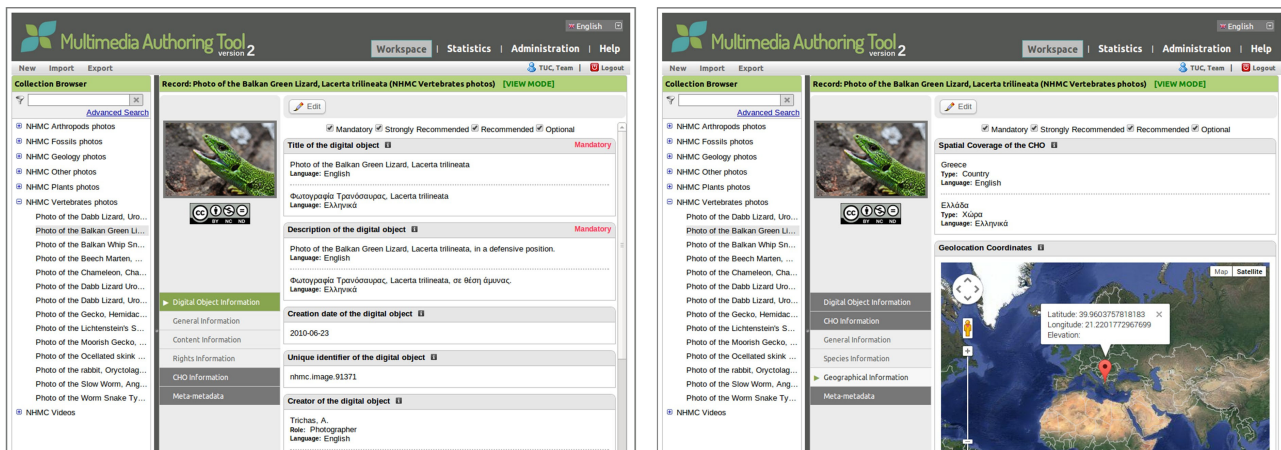 English
Multimedia Authoring Tool
version 2
Workspace | Statistics | Administration | Help
New Import Export
TUC, Team | Logout
Collection Browser
Advanced Search
NHMC Arthropods photos
NHMC Fossils photos
NHMC Geology photos
NHMC Other photos
NHMC Plants photos
NHMC Vertebrates photos
Photo of the Dabb Lizard, Uro...
Photo of the Balkan Green Li...
Photo of the Balkan Whip Sn...
Photo of the Beech Marten, ...
Photo of the Chameleon, Cha...
Photo of the Dabb Lizard Uro...
Photo of the Dabb Lizard, Uro...
Photo of the Gecko, Hemidac...
Photo of the Lichtenstein's S...
Photo of the Moorish Gecko, ...
Photo of the Ocellated skink ...
Photo of the rabbit, Oryctolag...
Photo of the Slow Worm, Ang...
Photo of the Worm Snake Ty...
NHMC Videos
Record: Photo of the Balkan Green Lizard, Lacerta trilineata (NHMC Vertebrates photos) [VIEW MODE]
cc
BY NC ND
Digital Object Information
General Information
Content Information
Rights Information
CHO Information
Meta-metadata
Edit
Mandatory Strongly Recommended Recommended Optional
Title of the digital object Mandatory
Photo of the Balkan Green Lizard, Lacerta trilineata
Language: English
Φωτογραφία Τρανόσαυρας, Lacerta trilineata
Language: Ελληνικά
Description of the digital object Mandatory
Photo of the Balkan Green Lizard, Lacerta trilineata, in a defensive position.
Language: English
Φωτογραφία Τρανόσαυρας, Lacerta trilineata, σε θέση άμυνας.
Language: Ελληνικά
Creation date of the digital object
2010-06-23
Unique identifier of the digital object
nhmc.image.91371
Creator of the digital object
Trichas, A.
Role: Photographer
Language: English
English
Multimedia Authoring Tool
version 2
Workspace | Statistics | Administration | Help
New Import Export
TUC, Team | Logout
Collection Browser
Advanced Search
NHMC Arthropods photos
NHMC Fossils photos
NHMC Geology photos
NHMC Other photos
NHMC Plants photos
NHMC Vertebrates photos
Photo of the Dabb Lizard, Uro...
Photo of the Balkan Green Li...
Photo of the Balkan Whip Sn...
Photo of the Beech Marten, ...
Photo of the Chameleon, Cha...
Photo of the Dabb Lizard Uro...
Photo of the Dabb Lizard, Uro...
Photo of the Gecko, Hemidac...
Photo of the Lichtenstein's S...
Photo of the Moorish Gecko, ...
Photo of the Ocellated skink ...
Photo of the rabbit, Oryctolag...
Photo of the Slow Worm, Ang...
Photo of the Worm Snake Ty...
NHMC Videos
Record: Photo of the Balkan Green Lizard, Lacerta trilineata (NHMC Vertebrates photos) [VIEW MODE]
cc
BY NC ND
Digital Object Information
CHO Information
General Information
Species Information
Geographical Information
Meta-metadata
Edit
Mandatory Strongly Recommended Recommended Optional
Spatial Coverage of the CHO
Greece
Type: Country
Language: English
Ελλάδα
Type: Χώρα
Language: Ελληνικά
Geolocation Coordinates
Map Satellite
Latitude: 39.9603757818183
Longitude: 21.2201772967699
Elevation: